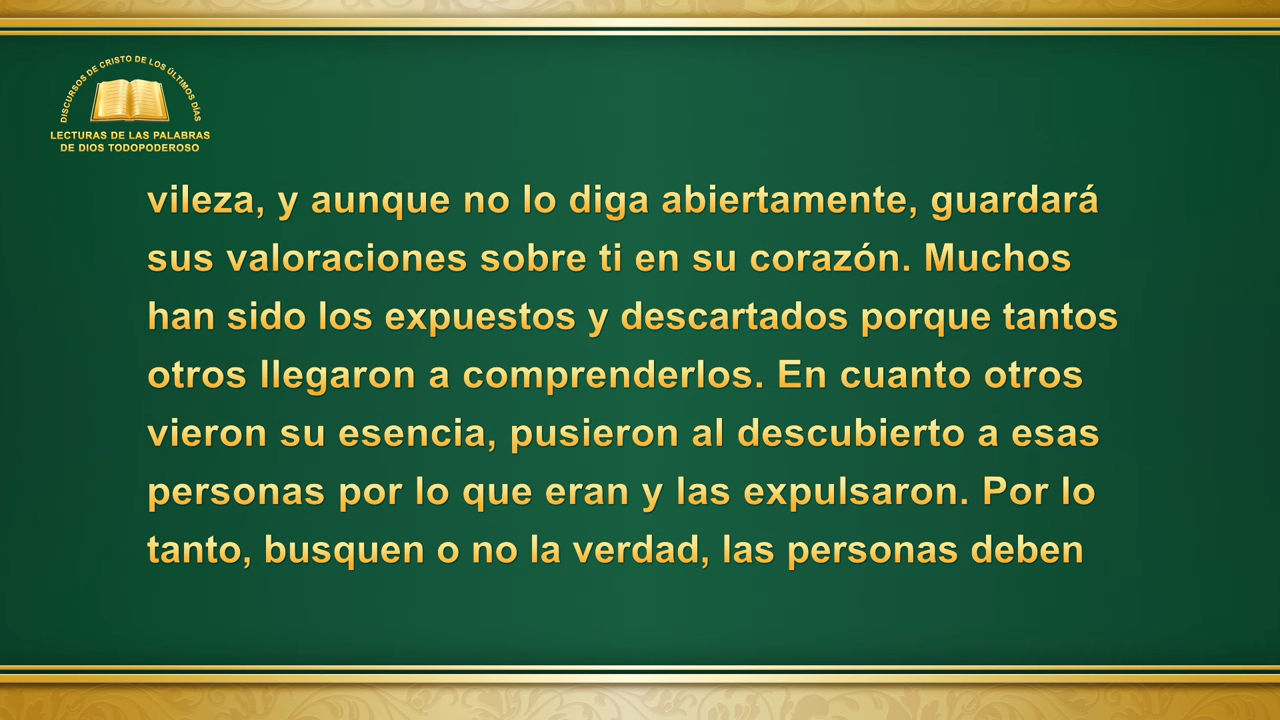 DISCURSOS DE CRISTO DE LOS ÚLTIMOS DÍAS
LECTURAS DE LAS PALABRAS
DE DIOS TODOPODEROSO
vileza, y aunque no lo diga abiertamente, guardará
sus valoraciones sobre ti en su corazón. Muchos
han sido los expuestos y descartados porque tantos
otros llegaron a comprenderlos. En cuanto otros
vieron su esencia, pusieron al descubierto a esas
personas por lo que eran y las expulsaron. Por lo
tanto, busquen o no la verdad, las personas deben